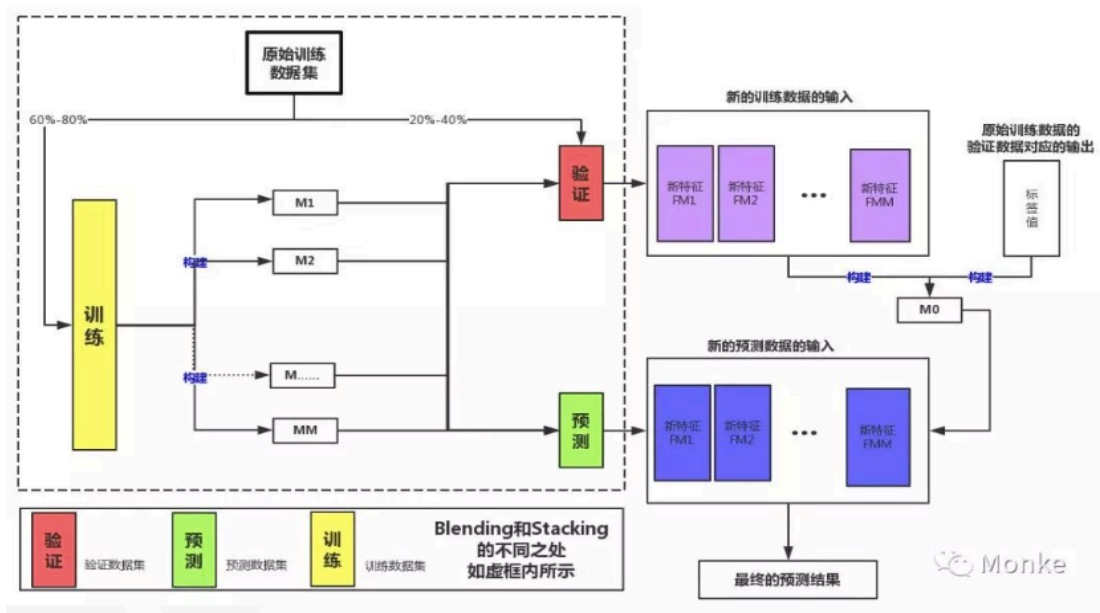 原始训练
数据集
60%-80%
20%-40%
验
证
训
练
构建
构建
M1
M2
M......
MM
预
测
新的训练数据的输入
新特征
FM1
新特征
FM2
...
新特征
FMM
原始训练数据的
验证数据对应的输出
标
签
值
构建
构建
M0
新的预测数据的输入
新特征
FM1
新特征
FM2
...
新特征
FMM
最终的预测结果
验
证
验证数据集
预
测
预测数据集
训
练
训练数据集
Blending和Stacking
的不同之处
如虚框内所示
Monke